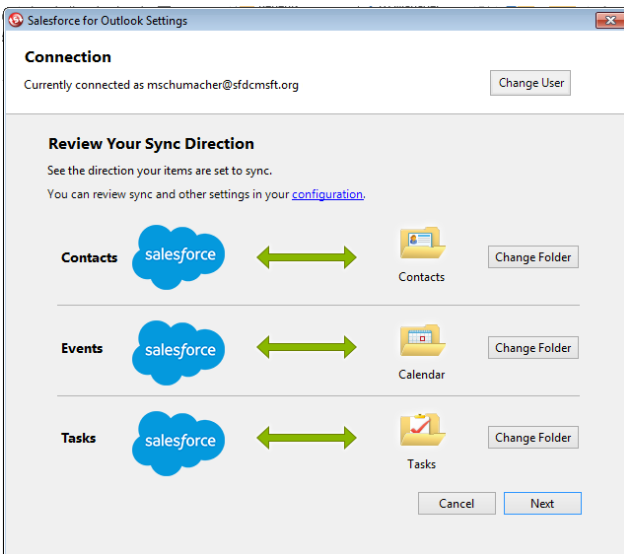 Salesforce for Outlook Settings
Connection
Currently connected as mschumacher@sfdcmsft.org
Change User
Review Your Sync Direction
See the direction your items are set to sync.
You can review sync and other settings in your configuration.
Contacts
salesforce
Contacts
Change Folder
Events
salesforce
Calendar
Change Folder
Tasks
salesforce
Tasks
Change Folder
Cancel
Next